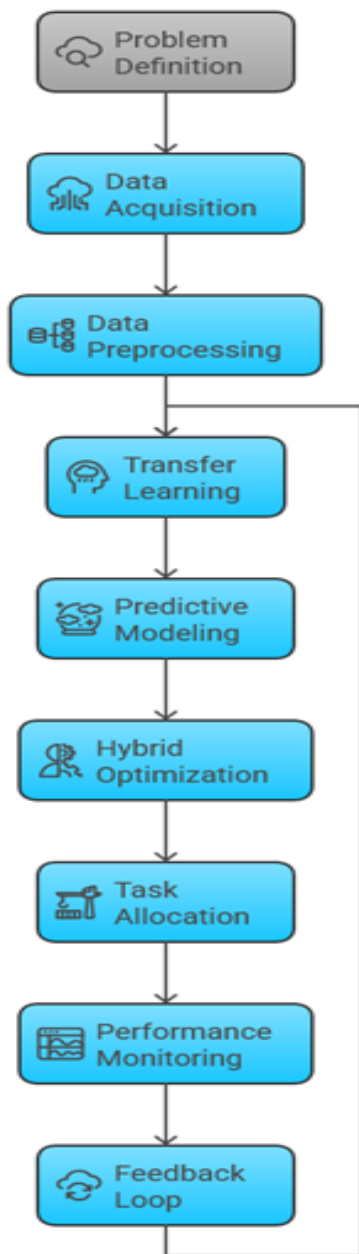 Problem
Definition
Data
Acquisition
Data
Preprocessing
Transfer
Learning
Predictive
Modeling
Hybrid
Optimization
Task
Allocation
Performance
Monitoring
Feedback
Loop